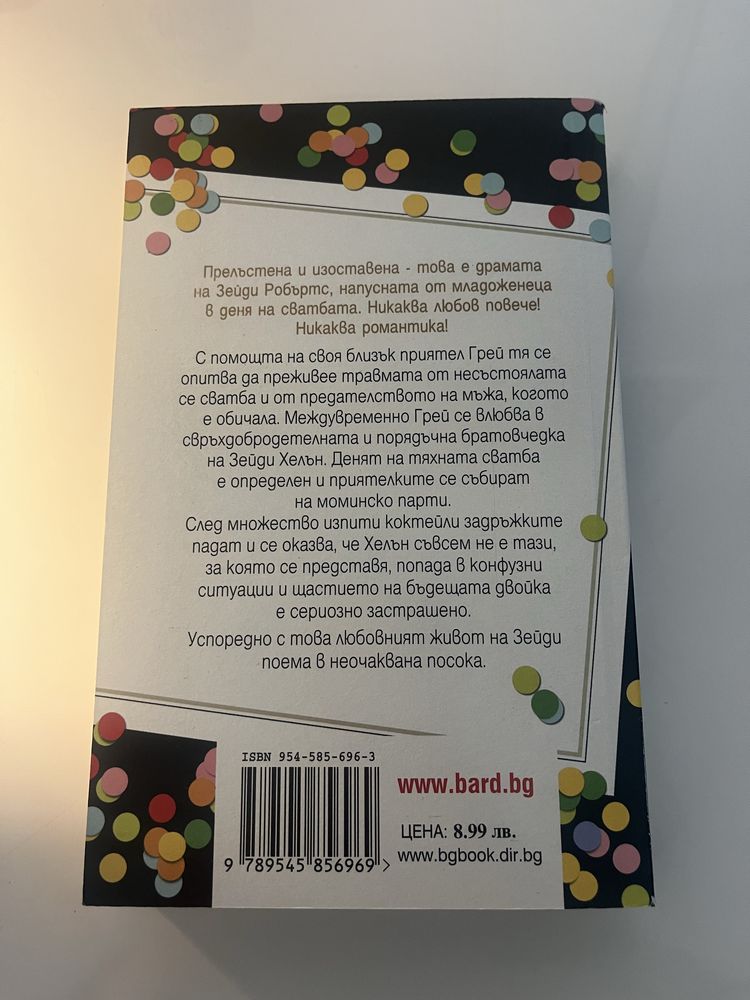 Прелъстена и изоставена - това е драмата
на Зейди Робъртс, напусната от младоженеца
в деня на сватбата. Никаква любов повече!
Никаква романтика!
С помощта на своя близък приятел Грей тя се
опитва да преживее травмата от несъстоялата
се сватба и от предателството на мъжа, когото
е обичала. Междувременно Грей се влюбва в
свръхдобродетелната и порядъчна братовчедка
на Зейди Хелън. Денят на тяхната сватба
е определен и приятелките се събират
на моминско парти.
След множество изпити коктейли задръжките
падат и се оказва, че Хелън съвсем не е тази,
за която се представя, попада в конфузни
ситуации и щастието на бъдещата двойка
е сериозно застрашено.
Успоредно с това любовният живот на Зейди
поема в неочаквана посока.
ISBN 954-585-696-3
9 789545 856969 >
www.bard.bg
ЦЕНА: 8.99 лв.
www.bgbook.dir.bg